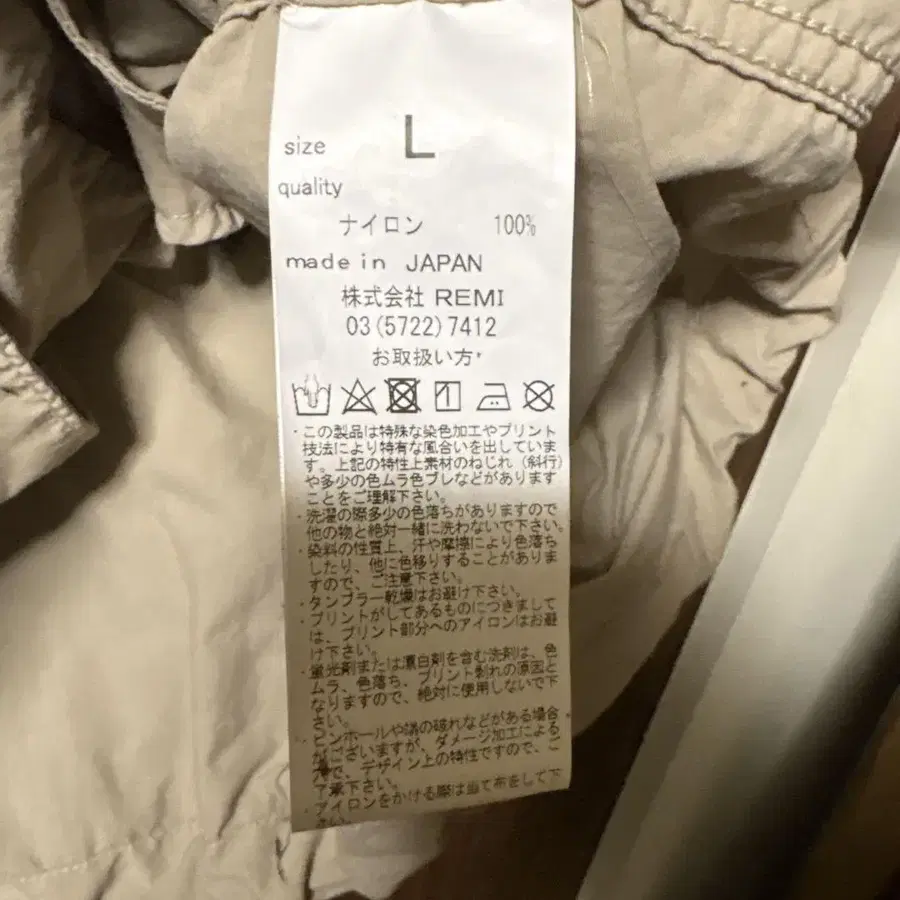 size L
quality
ナイロン 100%
made in JAPAN
株式会社 REMI
03(5722)7412
お取扱い方
・この製品は特殊な染色加工やプリント
技法により特有な風合いを出していま
す。上記の特性上素材のねじれ(斜行)
や多少の色ムラ色ブレなどがあります
ことをご理解下さい。
・洗濯の際多少の色落ちがありますので
他の物と絶対一緒に洗わないで下さい。
・染料の性質上、汗や摩擦により色落ち
したり、他に色移りすることがありま
すので、ご注意下さい。
・タンブラー乾燥はお避け下さい。
・プリントがしてあるものにつきまして
は、プリント部分へのアイロンはお避
け下さい。
・蛍光剤または漂白剤を含む洗剤は、色
ムラ、色落ち、プリント剥れの原因と
なりますので、絶対に使用しないで下
さい。
・ピンホールや端の破れなどがある場合
がございますが、ダメージ加工による
で、デザイン上の特性ですので、ご
了承下さい。
・アイロンをかける際は当て布をして下
さい。